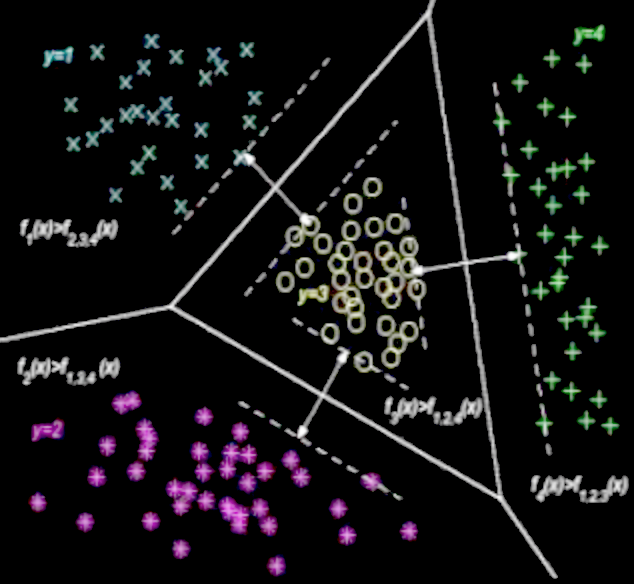 y=1
y=4
f1(x)>f2,3,4(x)
y=3
f2(x)>f1,3,4 (x)
f3(x)>f1,2,4(x)
y=2
f4(x)>f1,2,3(x)